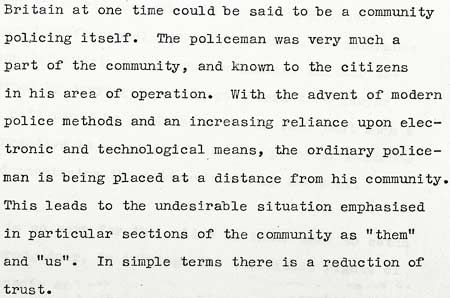 Britain at one time could be said to be a community
policing itself.  The policeman was very much a
part of the community, and known to the citizens
in his area of operation.  With the advent of modern
police methods and an increasing reliance upon elec-
tronic and technological means, the ordinary police-
man is being placed at a distance from his community.
This leads to the undesirable situation emphasised
in particular sections of the community as "them"
and "us".  In simple terms there is a reduction of
trust.